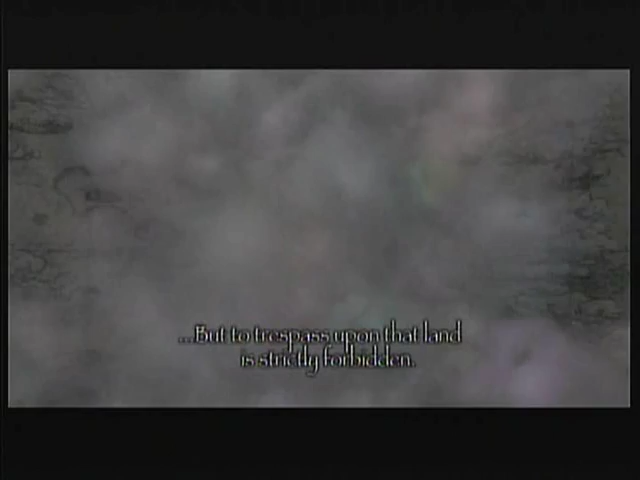 ...But to trespass upon that land
is strictly forbidden.